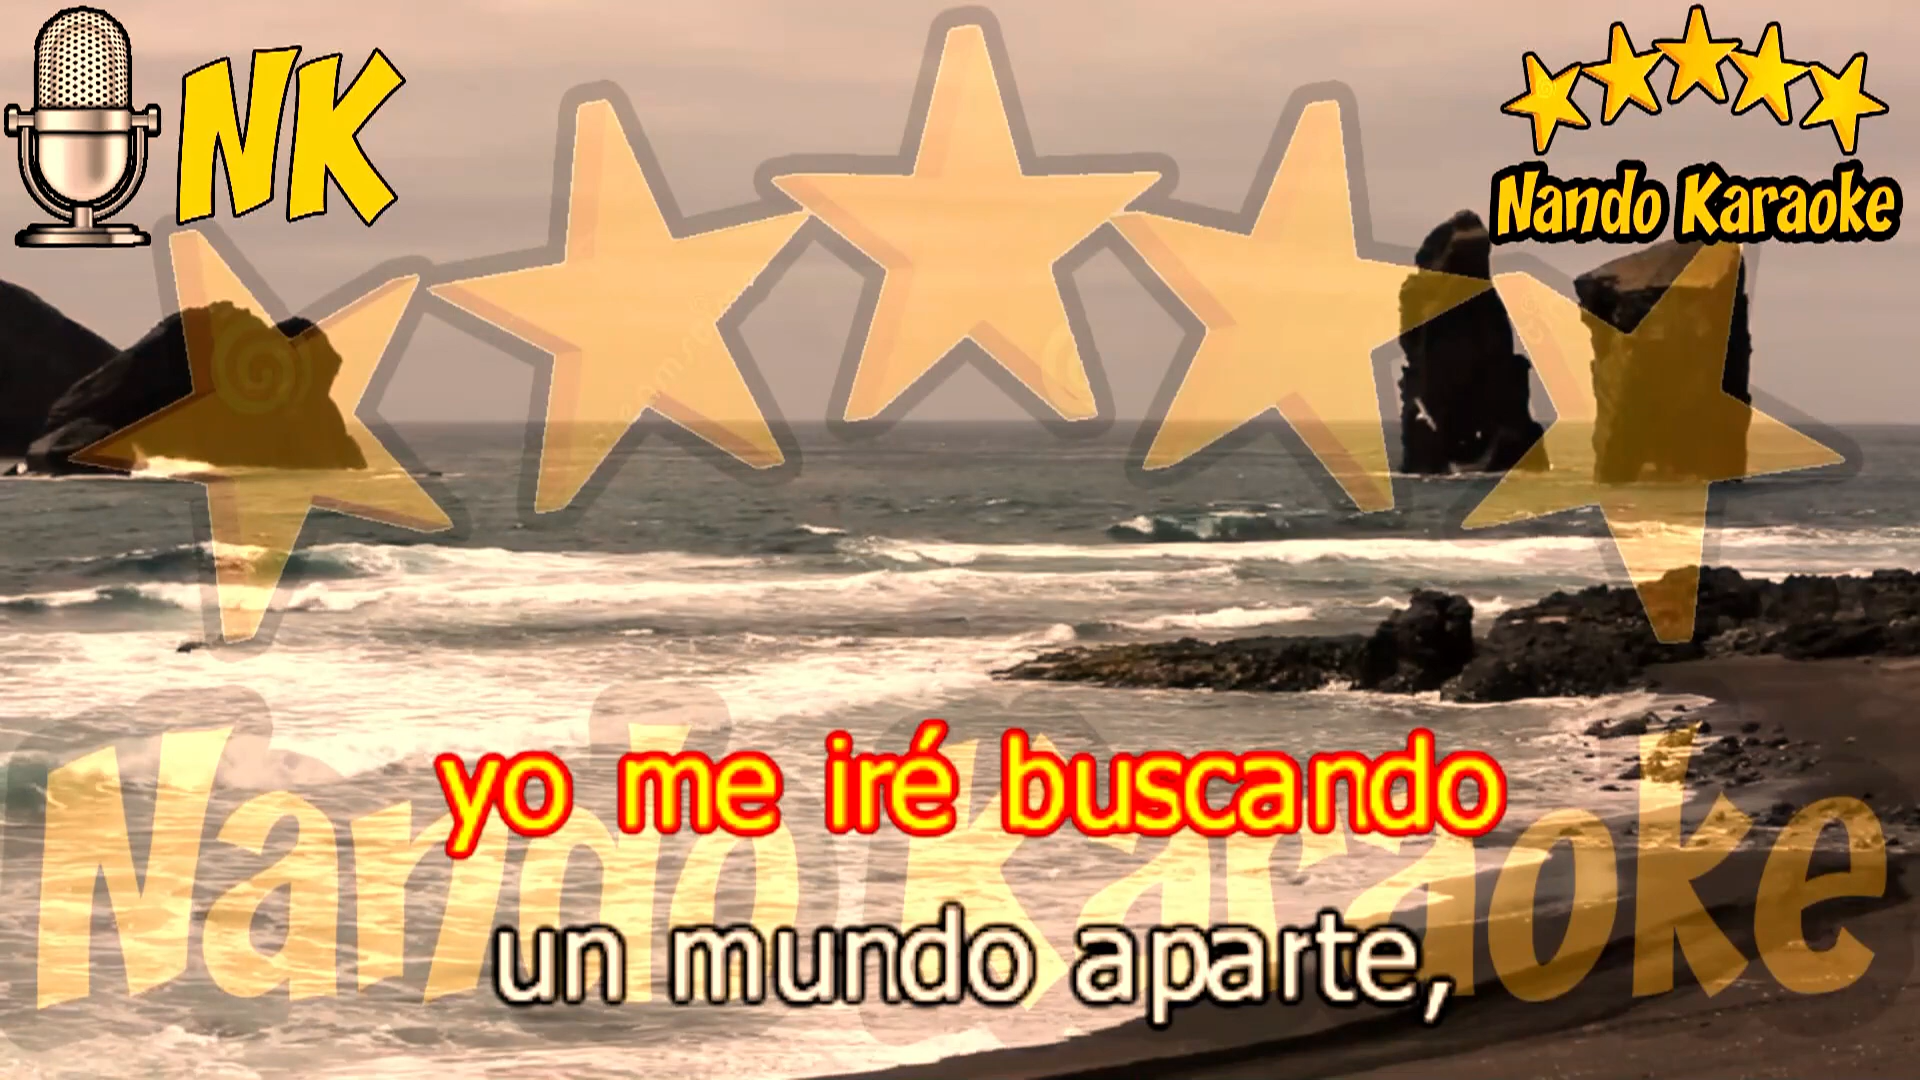 NK
Nando Karaoke
yo me iré buscando
Nando Karaoke
un mundo aparte,